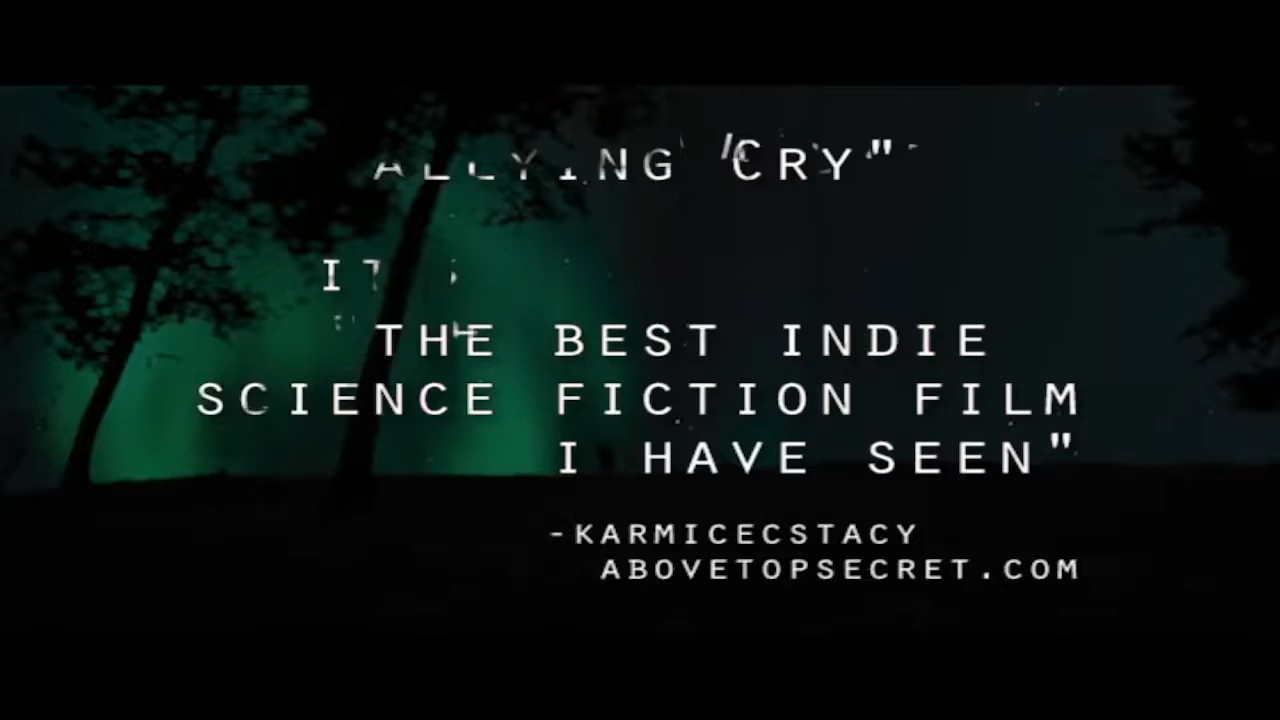 CRY"
THE BEST INDIE
SCIENCE FICTION FILM
I HAVE SEEN"
-KARMICECSTACY
ABOVETOPSECRET.COM